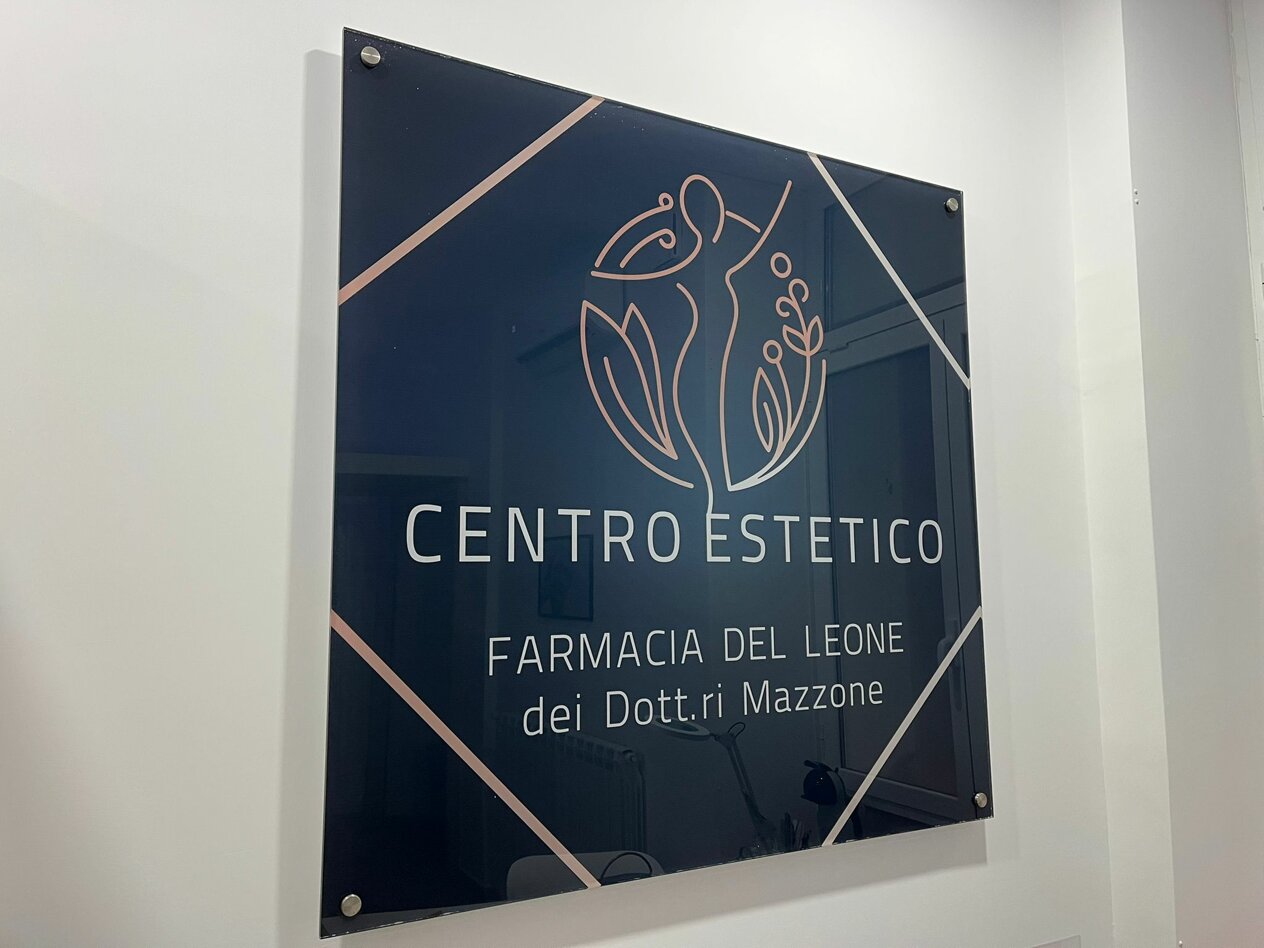 CENTRO ESTETICO
FARMACIA DEL LEONE
dei Dott.ri Mazzone